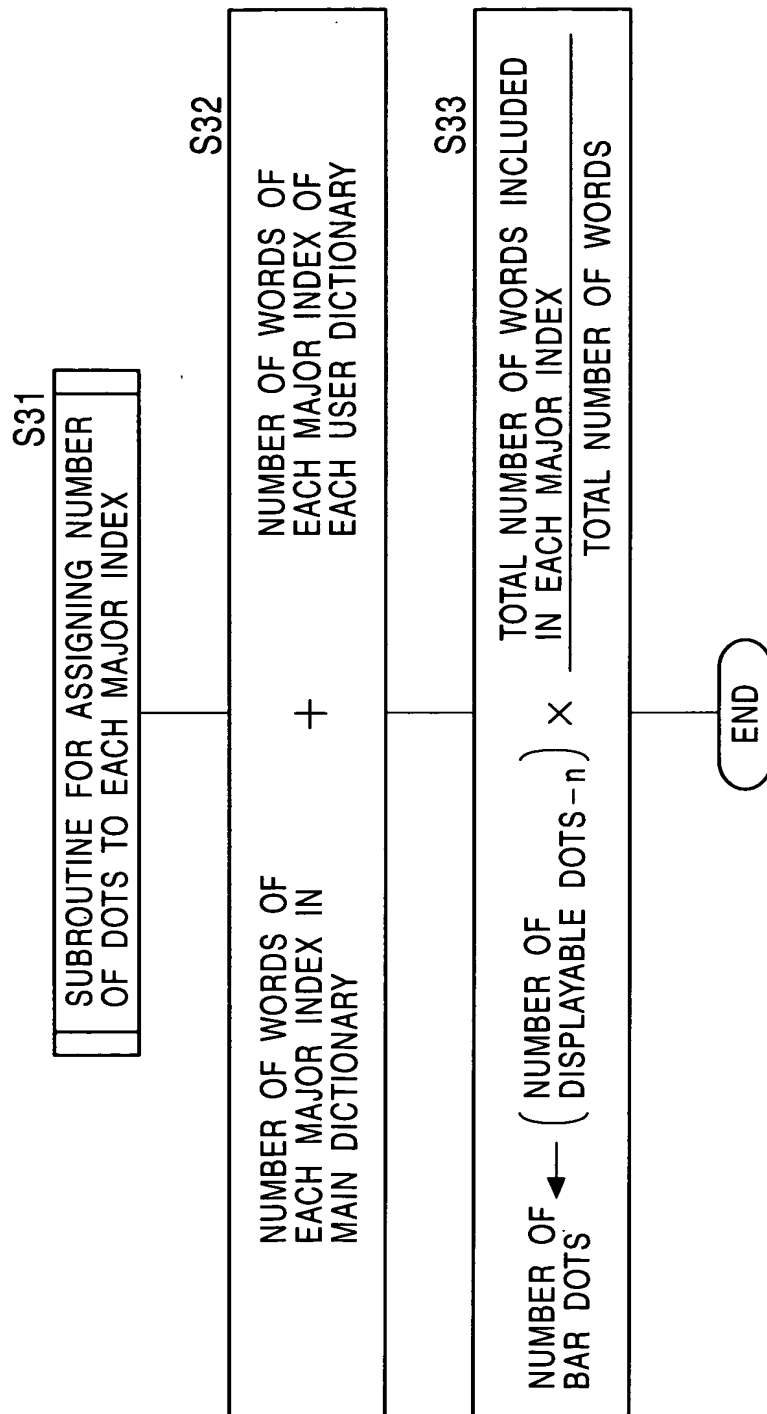 S31
SUBROUTINE FOR ASSIGNING NUMBER
OF DOTS TO EACH MAJOR INDEX
S32
NUMBER OF WORDS OF
EACH MAJOR INDEX IN
MAIN DICTIONARY
+
NUMBER OF WORDS OF
EACH MAJOR INDEX OF
EACH USER DICTIONARY
S33
NUMBER OF
BAR DOTS
←
(NUMBER OF
DISPLAYABLE DOTS-n)
×
TOTAL NUMBER OF WORDS INCLUDED
IN EACH MAJOR INDEX
TOTAL NUMBER OF WORDS
END